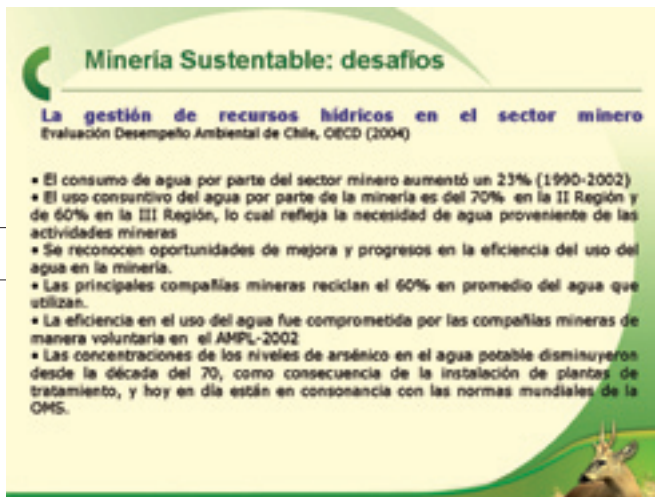 Minería Sustentable: desafíos
La gestión de recursos hídricos en el sector minero
Evaluación Desempeño Ambiental de Chile, OECD (2004)
• El consumo de agua por parte del sector minero aumentó un 23% (1990-2002)
• El uso consuntivo del agua por parte de la minería es del 70% en la II Región y
de 60% en la III Región, lo cual refleja la necesidad de agua proveniente de las
actividades mineras
• Se reconocen oportunidades de mejora y progresos en la eficiencia del uso del
agua en la minería.
• Las principales compañías mineras reciclan el 60% en promedio del agua que
utilizan.
• La eficiencia en el uso del agua fue comprometida por las compañías mineras de
manera voluntaria en el AMPL-2002
• Las concentraciones de los niveles de arsénico en el agua potable disminuyeron
desde la década del 70, como consecuencia de la instalación de plantas de
tratamiento, y hoy en día están en consonancia con las normas mundiales de la
OMS.